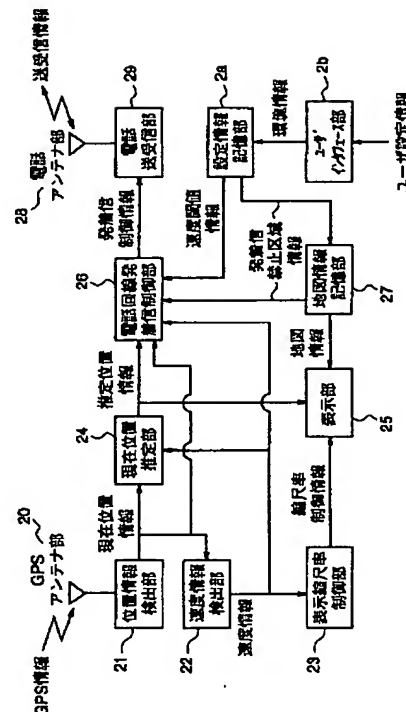 GPS情報
20
GPS
アンテナ部
21
位置情報
検出部
22
速度情報
検出部
速度情報
23
表示縮尺率
制御部
現在位置
情報
24
現在位置
推定部
縮尺率
制御情報
推定位置
情報
25
表示部
地図
情報
26
電話回線発
着信制御部
27
地図情報
記憶部
発着信
制御情報
速度閾値
情報
発着信
禁止区域
情報
28
電話
アンテナ部
送受信情報
29
電話
送受信部
2a
設定情報
記憶部
環境情報
2b
ユーザ
インタフェース部
ユーザ設定情報